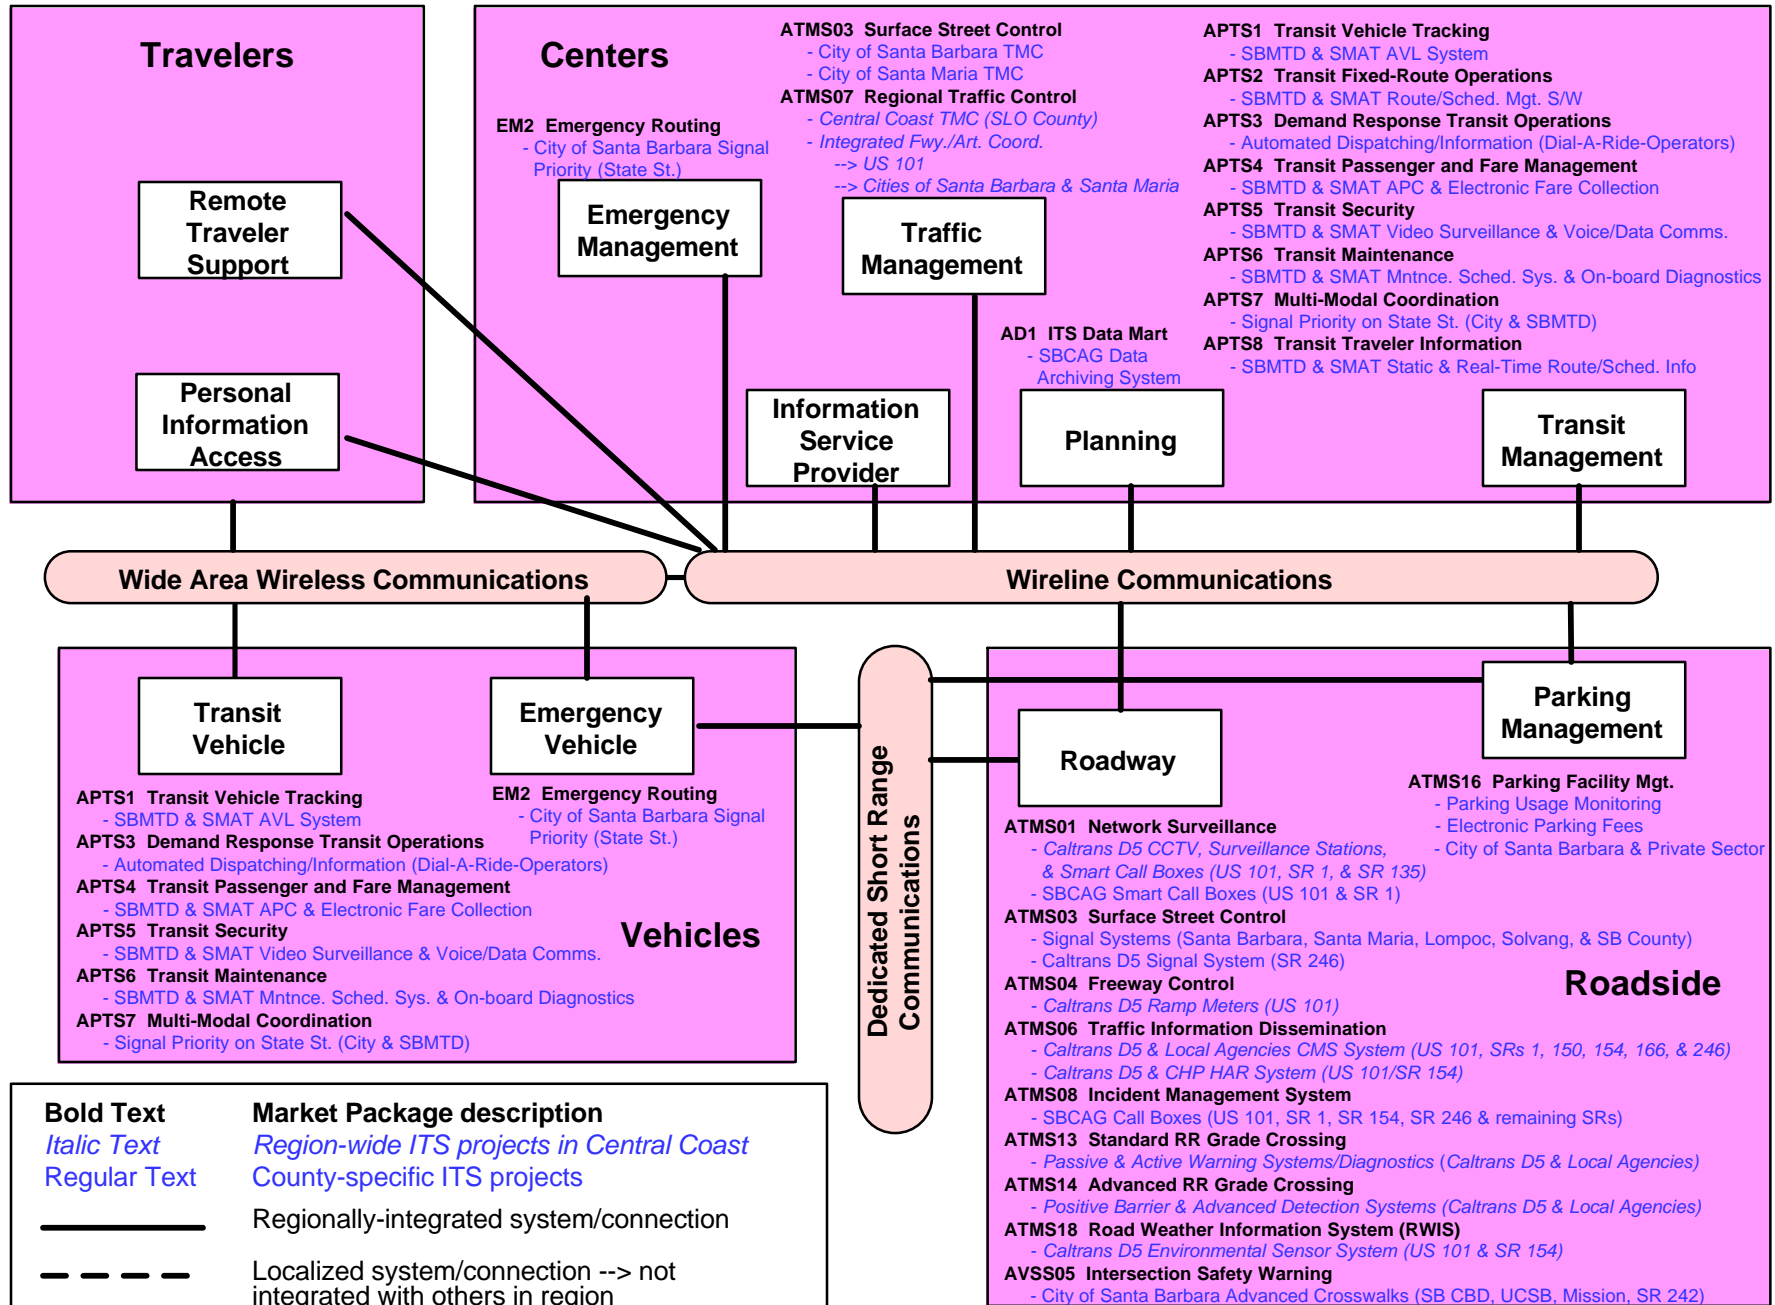 Travelers
Remote
Traveler
Support
Personal
Information
Access
Centers
EM2 Emergency Routing
- City of Santa Barbara Signal
Priority (State St.)
Emergency
Management
ATMS03 Surface Street Control
- City of Santa Barbara TMC
- City of Santa Maria TMC
ATMS07 Regional Traffic Control
- Central Coast TMC (SLO County)
- Integrated Fwy./Art. Coord.
--> US 101
--> Cities of Santa Barbara & Santa Maria
Traffic
Management
AD1 ITS Data Mart
- SBCAG Data
Archiving System
Information
Service
Provider
Planning
APTS1 Transit Vehicle Tracking
- SBMTD & SMAT AVL System
APTS2 Transit Fixed-Route Operations
- SBMTD & SMAT Route/Sched. Mgt. S/W
APTS3 Demand Response Transit Operations
- Automated Dispatching/Information (Dial-A-Ride-Operators)
APTS4 Transit Passenger and Fare Management
- SBMTD & SMAT APC & Electronic Fare Collection
APTS5 Transit Security
- SBMTD & SMAT Video Surveillance & Voice/Data Comms.
APTS6 Transit Maintenance
- SBMTD & SMAT Mntnce. Sched. Sys. & On-board Diagnostics
APTS7 Multi-Modal Coordination
- Signal Priority on State St. (City & SBMTD)
APTS8 Transit Traveler Information
- SBMTD & SMAT Static & Real-Time Route/Sched. Info
Transit
Management
Wide Area Wireless Communications
Wireline Communications
Transit
Vehicle
Emergency
Vehicle
APTS1 Transit Vehicle Tracking
- SBMTD & SMAT AVL System
APTS3 Demand Response Transit Operations
- Automated Dispatching/Information (Dial-A-Ride-Operators)
APTS4 Transit Passenger and Fare Management
- SBMTD & SMAT APC & Electronic Fare Collection
APTS5 Transit Security
- SBMTD & SMAT Video Surveillance & Voice/Data Comms.
APTS6 Transit Maintenance
- SBMTD & SMAT Mntnce. Sched. Sys. & On-board Diagnostics
APTS7 Multi-Modal Coordination
- Signal Priority on State St. (City & SBMTD)
EM2 Emergency Routing
- City of Santa Barbara Signal
Priority (State St.)
Vehicles
Dedicated Short Range
Communications
Roadway
Parking
Management
ATMS16 Parking Facility Mgt.
- Parking Usage Monitoring
- Electronic Parking Fees
- City of Santa Barbara & Private Sector
ATMS01 Network Surveillance
- Caltrans D5 CCTV, Surveillance Stations,
& Smart Call Boxes (US 101, SR 1, & SR 135)
- SBCAG Smart Call Boxes (US 101 & SR 1)
ATMS03 Surface Street Control
- Signal Systems (Santa Barbara, Santa Maria, Lompoc, Solvang, & SB County)
- Caltrans D5 Signal System (SR 246)
ATMS04 Freeway Control
- Caltrans D5 Ramp Meters (US 101)
Roadside
ATMS06 Traffic Information Dissemination
- Caltrans D5 & Local Agencies CMS System (US 101, SRs 1, 150, 154, 166, & 246)
- Caltrans D5 & CHP HAR System (US 101/SR 154)
ATMS08 Incident Management System
- SBCAG Call Boxes (US 101, SR 1, SR 154, SR 246 & remaining SRs)
ATMS13 Standard RR Grade Crossing
- Passive & Active Warning Systems/Diagnostics (Caltrans D5 & Local Agencies)
ATMS14 Advanced RR Grade Crossing
- Positive Barrier & Advanced Detection Systems (Caltrans D5 & Local Agencies)
ATMS18 Road Weather Information System (RWIS)
- Caltrans D5 Environmental Sensor System (US 101 & SR 154)
AVSS05 Intersection Safety Warning
- City of Santa Barbara Advanced Crosswalks (SB CBD, UCSB, Mission, SR 242)
Bold Text Market Package description
Italic Text Region-wide ITS projects in Central Coast
Regular Text County-specific ITS projects
Regionally-integrated system/connection
Localized system/connection --> not
integrated with others in region